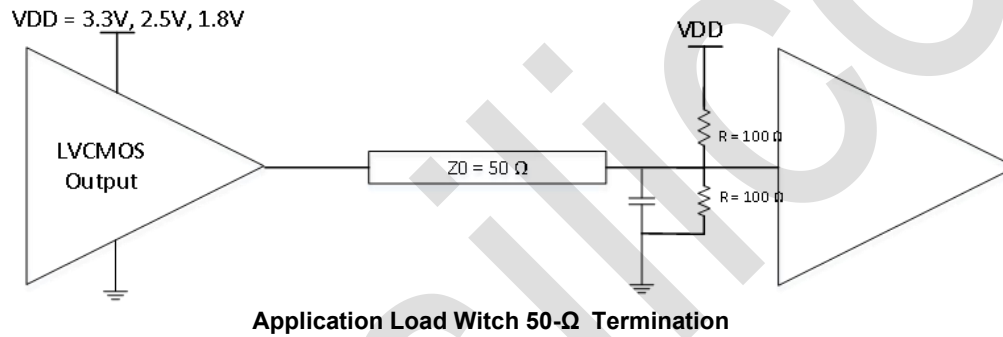 VDD = 3.3V, 2.5V, 1.8V
VDD
LVCMOS
Output
Z0 = 50 Ω
R = 100 Ω
R = 100 Ω
Application Load Witch 50-Ω Termination